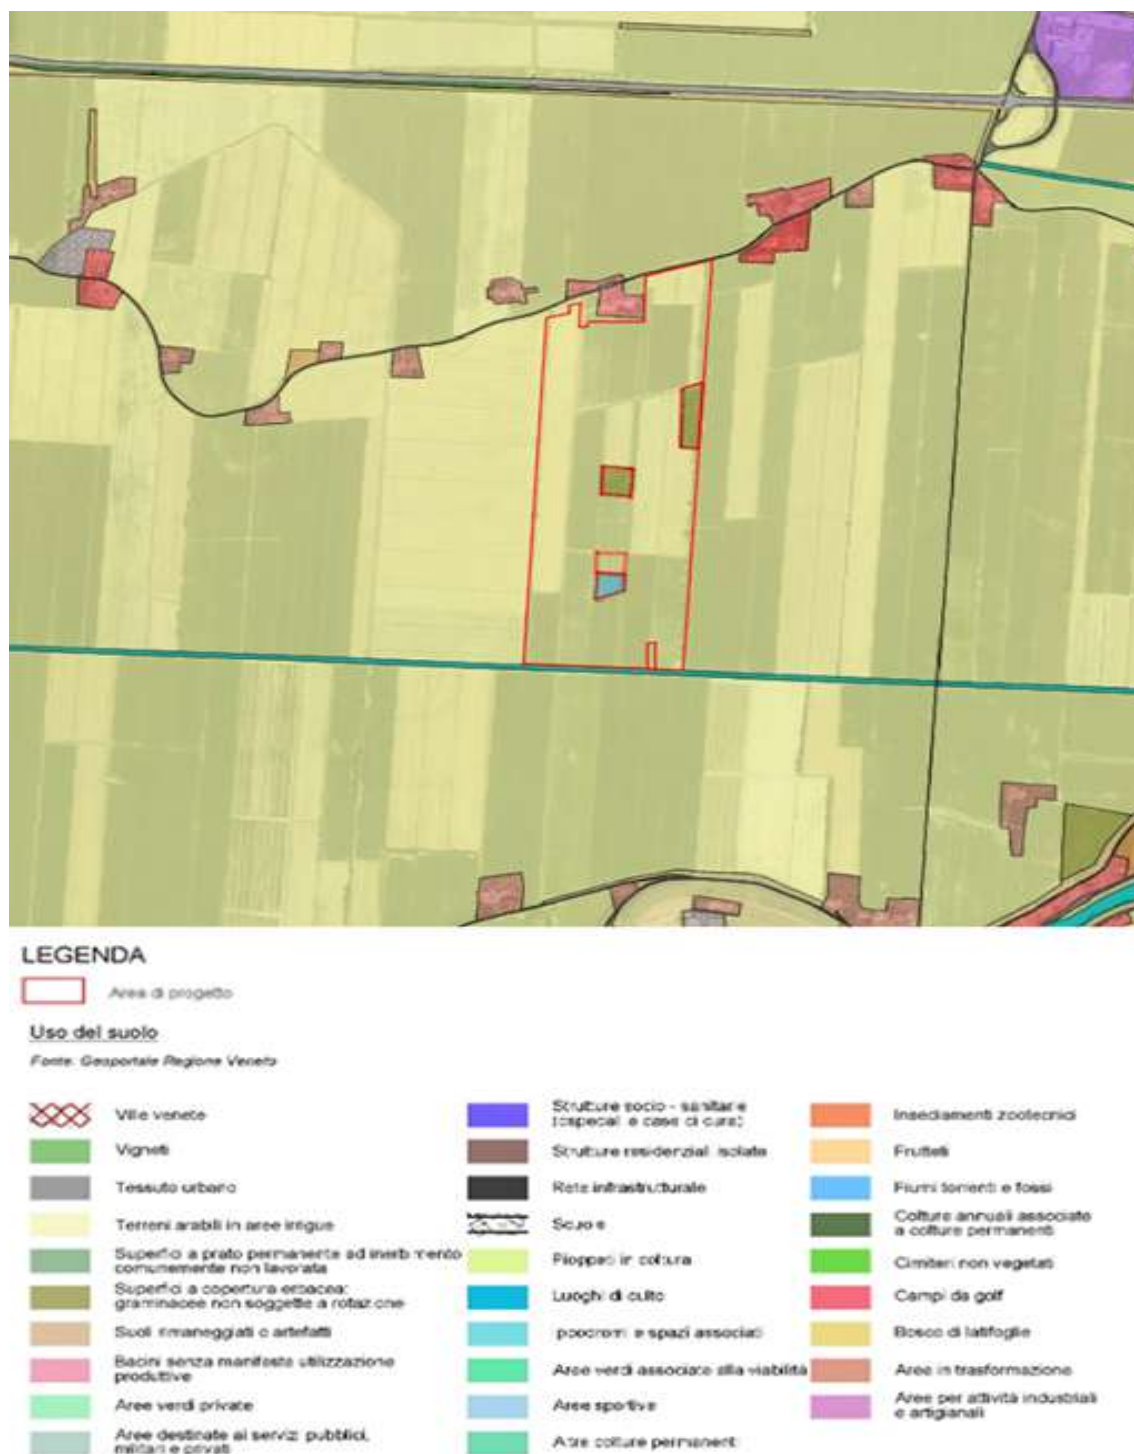 LEGENDA
Area di progetto
Uso del suolo
Fonte: Geoportale Regione Veneto
Ville venete
Vigneti
Tessuto urbano
Terreni arabili in aree irrigue
Superfici a prato permanente ad inerbimento
comunemente non lavorata
Superfici a copertura erbacea:
graminacee non soggette a rotazione
Suoli rimaneggiati o artefatti
Bacini senza manifeste utilizzazione
produttive
Aree verdi private
Aree destinate ai servizi pubblici,
militari e privati
Strutture socio - sanitarie
(ospedali e case di cura)
Strutture residenziali isolate
Rete infrastrutturale
Scuole
Pioppeti in coltura
Luoghi di culto
Ippodromi e spazi associati
Aree verdi associate alla viabilità
Aree sportive
Altre colture permanenti
Insediamenti zootecnici
Frutteti
Fiumi torrenti e fossi
Colture annuali associate
a colture permanenti
Cimiteri non vegetati
Campi da golf
Bosco di latifoglie
Aree in trasformazione
Aree per attività industriali
e artigianali